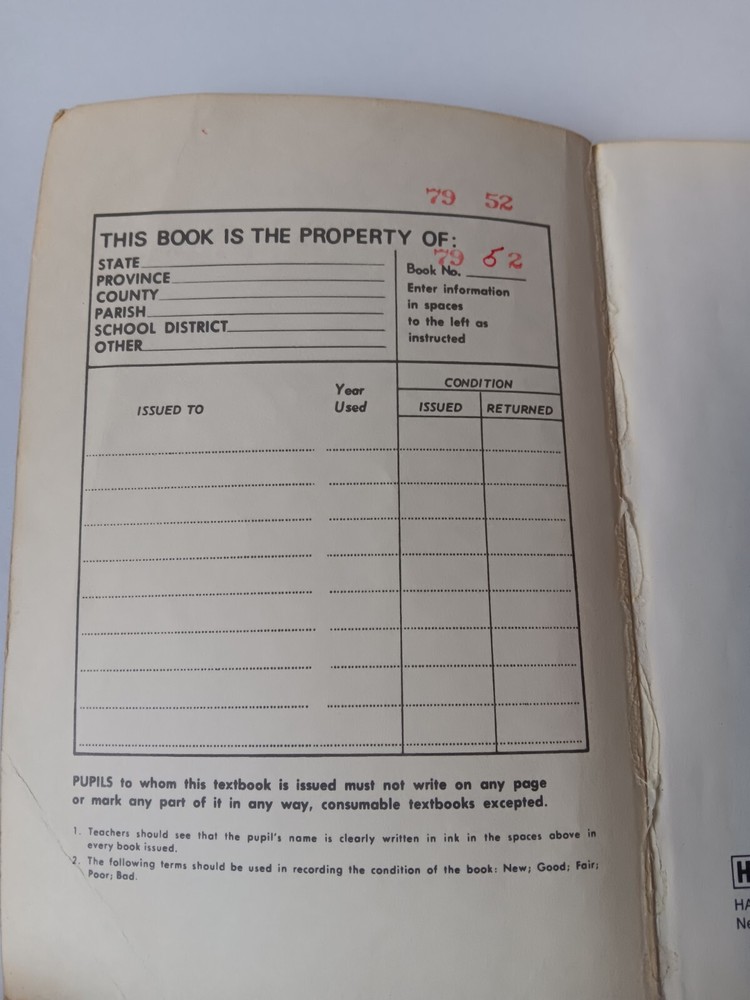 79 52
THIS BOOK IS THE PROPERTY OF:
STATE
PROVINCE
COUNTY
PARISH
SCHOOL DISTRICT
OTHER
79 52
Book No.
Enter information
in spaces
to the left as
instructed
ISSUED TO
Year
Used
CONDITION
ISSUED
RETURNED
PUPILS to whom this textbook is issued must not write on any page
or mark any part of it in any way, consumable textbooks excepted.
1. Teachers should see that the pupil's name is clearly written in ink in the spaces above in
every book issued.
2. The following terms should be used in recording the condition of the book: New; Good; Fair;
Poor; Bad.
H
HA
Ne